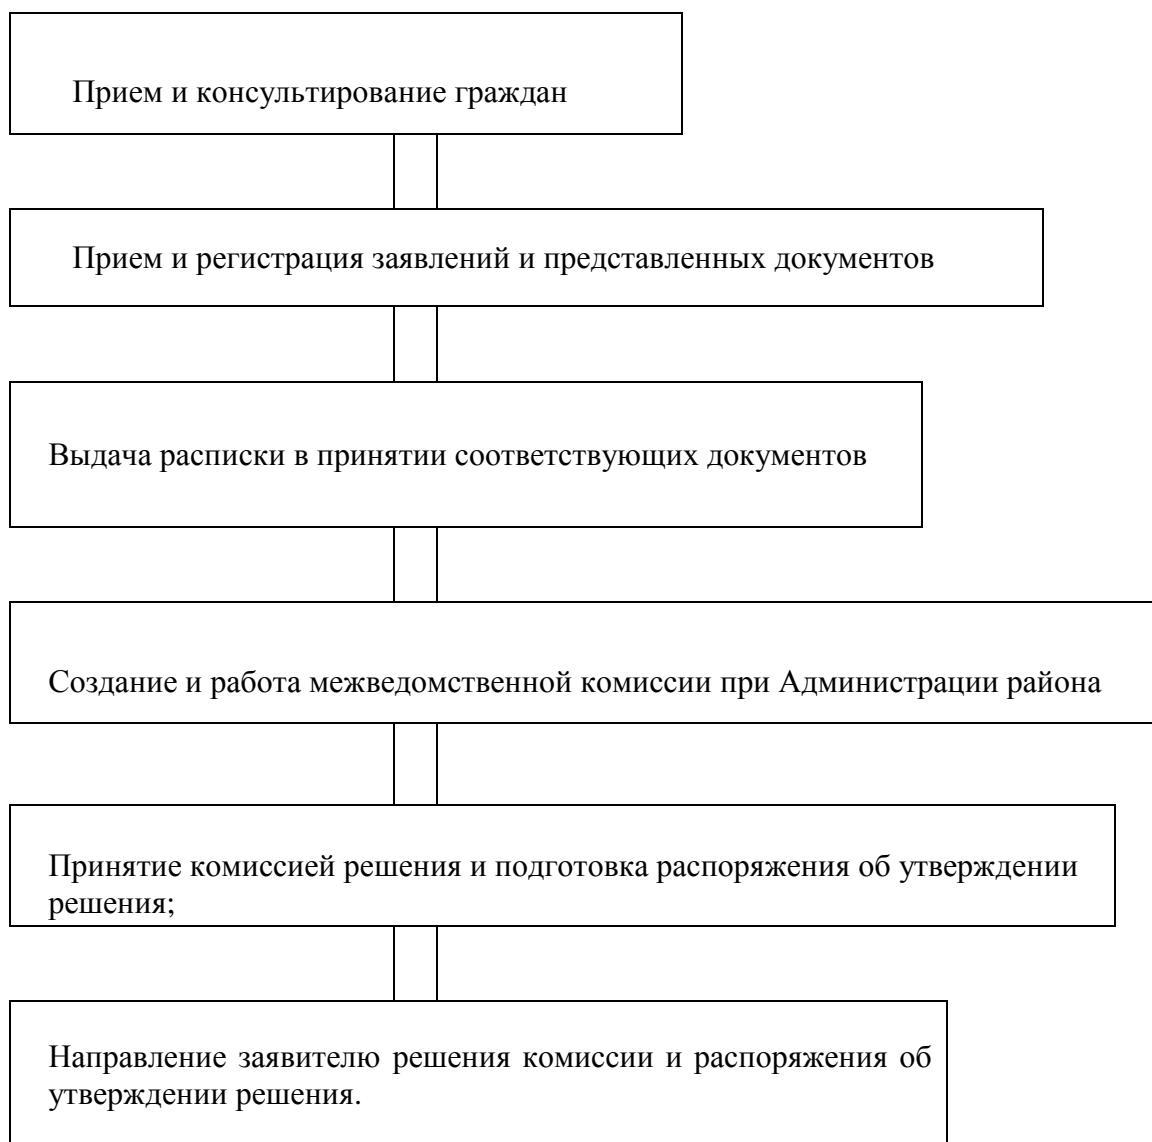 Прием и консультирование граждан
Прием и регистрация заявлений и представленных документов
Выдача расписки в принятии соответствующих документов
Создание и работа межведомственной комиссии при Администрации района
Принятие комиссией решения и подготовка распоряжения об утверждении
решения;
Направление заявителю решения комиссии и распоряжения об
утверждении решения.